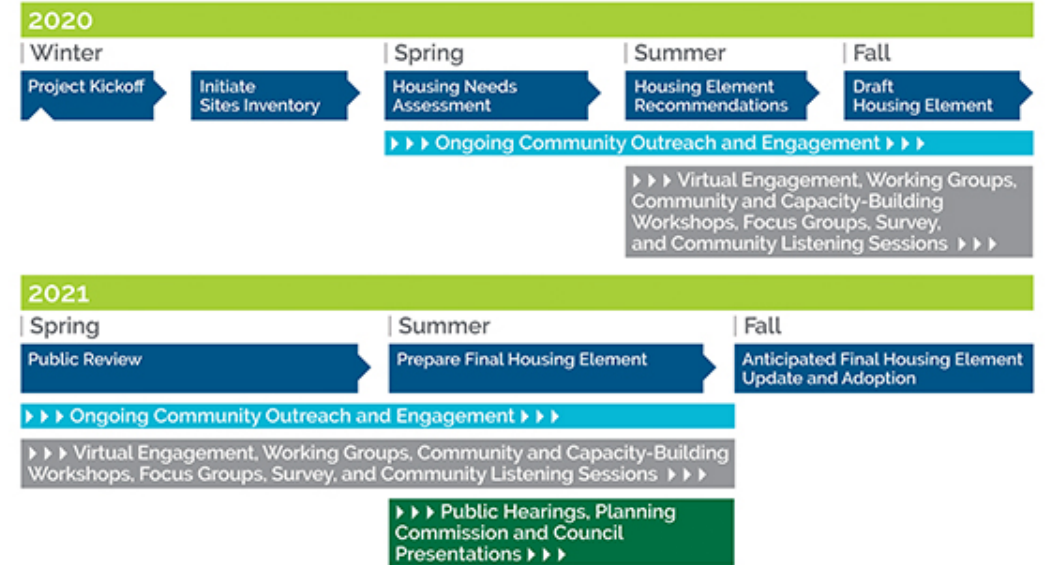 2020
Winter
Spring
Summer
Fall
Project Kickoff
Initiate
Sites Inventory
Housing Needs
Assessment
Housing Element
Recommendations
Draft
Housing Element
Ongoing Community Outreach and Engagement
Virtual Engagement, Working Groups,
Community and Capacity-Building
Workshops, Focus Groups, Survey,
and Community Listening Sessions
2021
Spring
Summer
Fall
Public Review
Prepare Final Housing Element
Anticipated Final Housing Element
Update and Adoption
Ongoing Community Outreach and Engagement
Virtual Engagement, Working Groups, Community and Capacity-Building
Workshops, Focus Groups, Survey, and Community Listening Sessions
Public Hearings, Planning
Commission and Council
Presentations